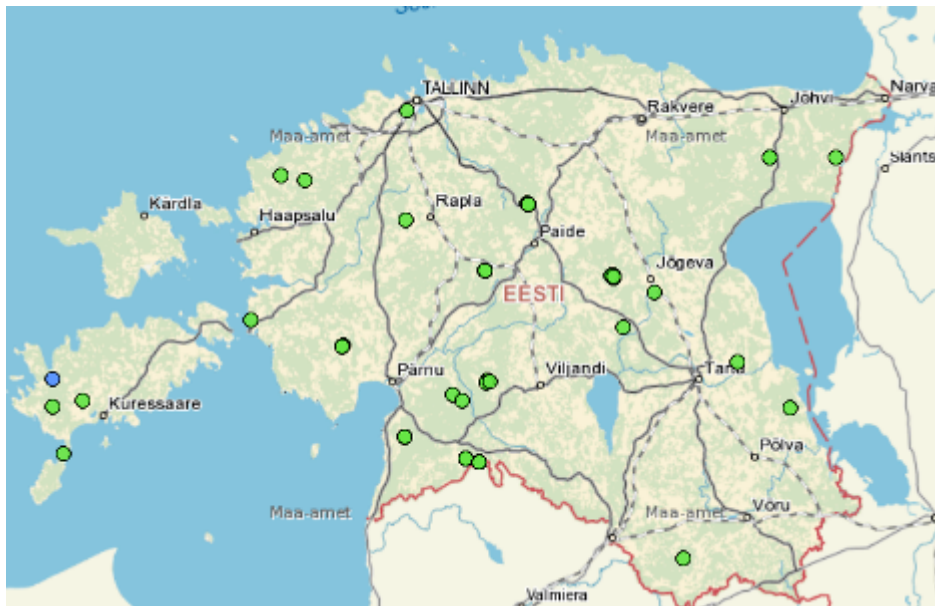 TALLINN
Narva
Jõhvi
Rakvere
Maa-amet
Maa-amet
Slants
Kärdla
Rapla
Haapsalu
Paide
Jõgeva
EESTI
Pärnu
Viljandi
Tartu
Kuressaare
Põlva
Maa-amet
Maa-amet
Võru
Valmiera